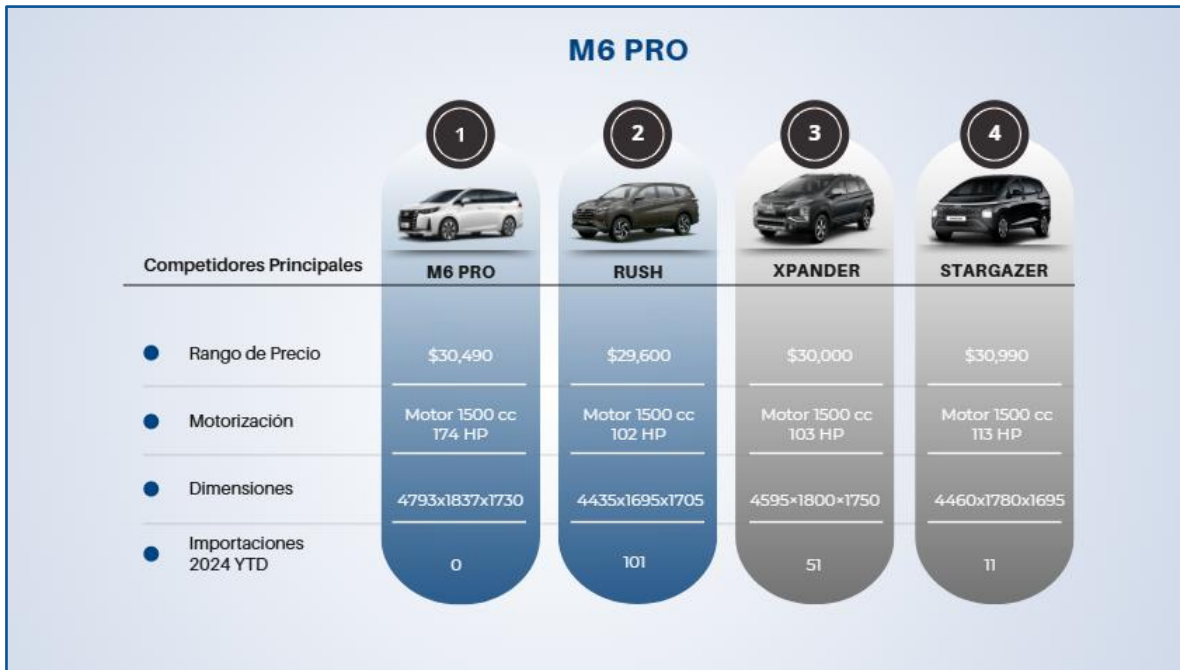 M6 PRO
1
2
3
4
Competidores Principales
M6 PRO
RUSH
XPANDER
STARGAZER
Rango de Precio
$30,490
$29,600
$30,000
$30,990
Motorización
Motor 1500 cc
174 HP
Motor 1500 cc
102 HP
Motor 1500 cc
103 HP
Motor 1500 cc
113 HP
Dimensiones
4793x1837x1730
4435x1695x1705
4595×1800×1750
4460x1780x1695
Importaciones
2024 YTD
0
101
51
11